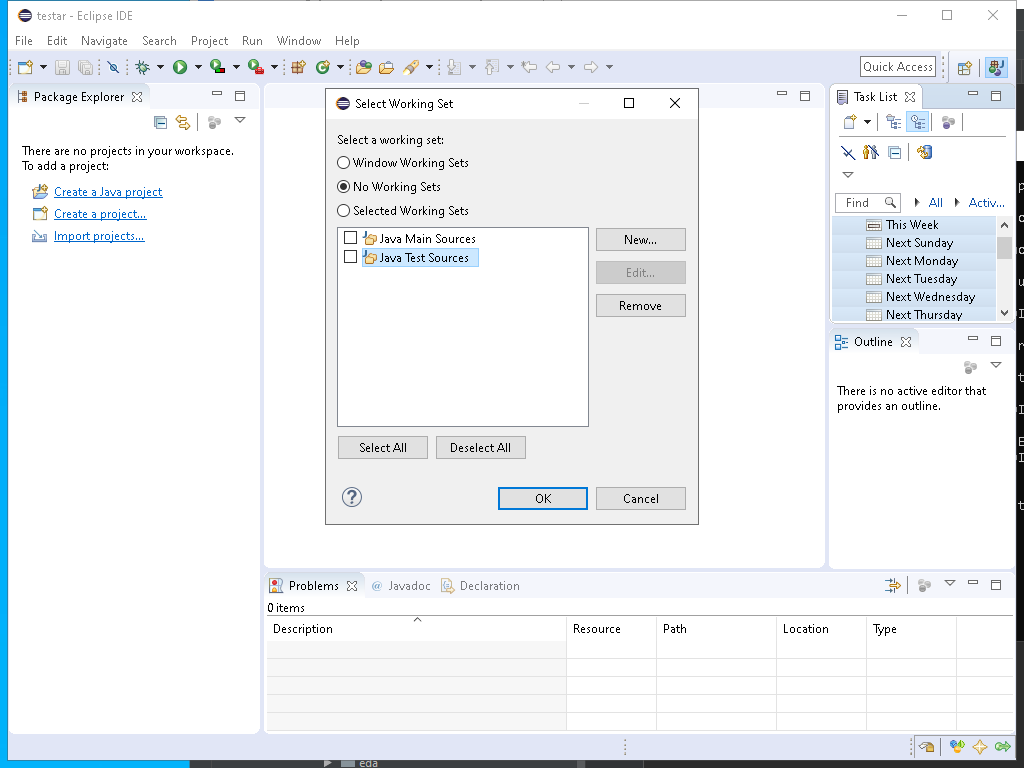 testar - Eclipse IDE
File Edit Navigate Search Project Run Window Help
Quick Access
Package Explorer
There are no projects in your workspace.
To add a project:
Create a Java project
Create a project...
Import projects...
Select Working Set
Select a working set:
Window Working Sets
No Working Sets
Selected Working Sets
Java Main Sources
Java Test Sources
New...
Edit...
Remove
Select All
Deselect All
OK
Cancel
Task List
Find
All
Activ...
This Week
Next Sunday
Next Monday
Next Tuesday
Next Wednesday
Next Thursday
Outline
There is no active editor that
provides an outline.
Problems
@ Javadoc
Declaration
0 items
Description Resource Path Location Type
eda